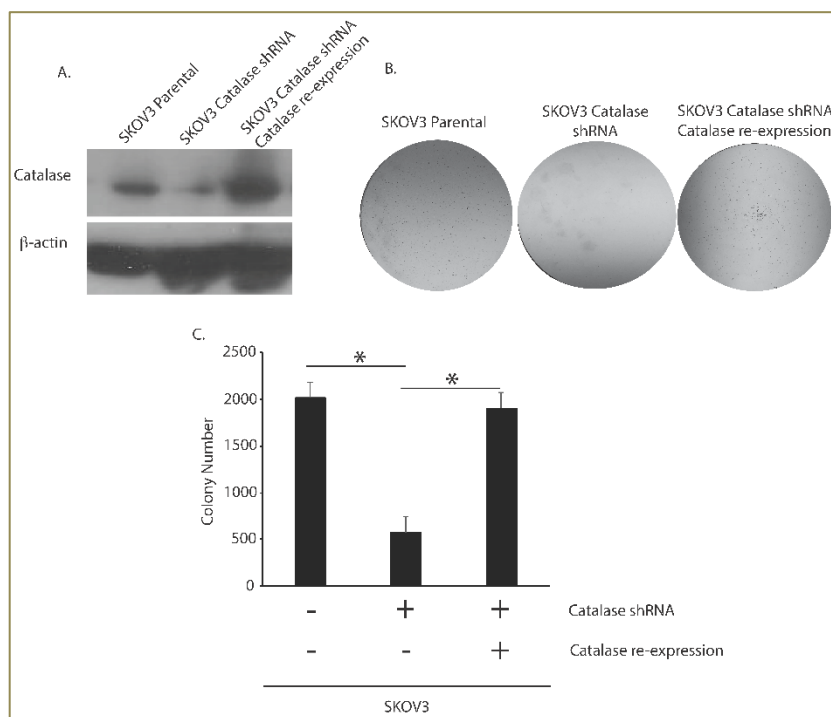 A.
SKOV3 Parental
SKOV3 Catalase shRNA
SKOV3 Catalase shRNA
Catalase re-expression
Catalase
β-actin
B.
SKOV3 Parental
SKOV3 Catalase
shRNA
SKOV3 Catalase shRNA
Catalase re-expression
C.
Colony Number
2500
2000
1500
1000
500
0
*
*
- + + Catalase shRNA
- - + Catalase re-expression
SKOV3